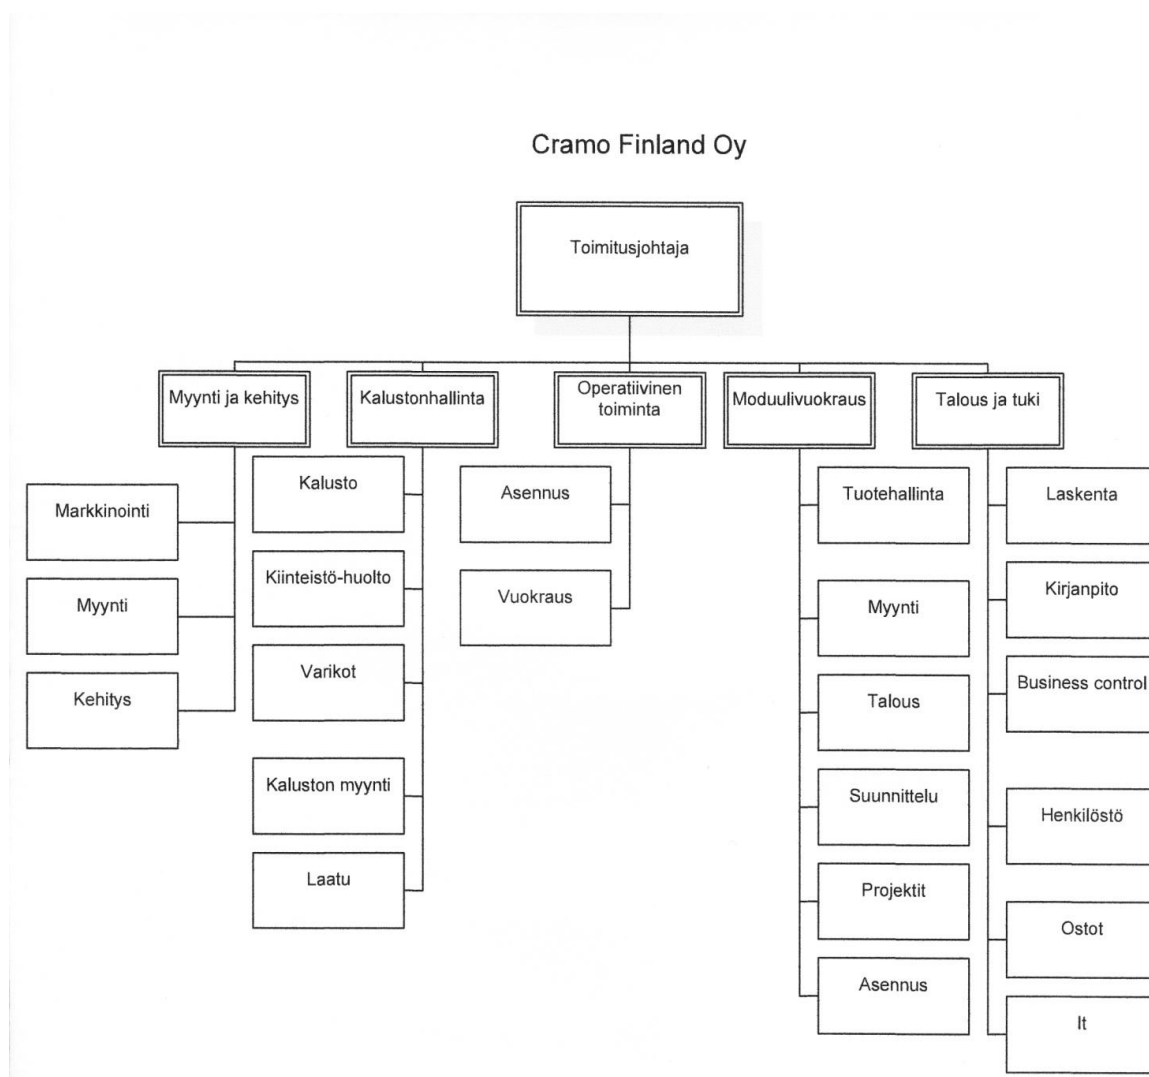 Cramo Finland Oy
Toimitusjohtaja
Myynti ja kehitys
Kalustonhallinta
Operatiivinen
toiminta
Moduulivuokraus
Talous ja tuki
Markkinointi
Myynti
Kehitys
Kalusto
Kiinteistö-huolto
Varikot
Kaluston myynti
Laatu
Asennus
Vuokraus
Tuotehallinta
Myynti
Talous
Suunnittelu
Projektit
Asennus
Laskenta
Kirjanpito
Business control
Henkilöstö
Ostot
It